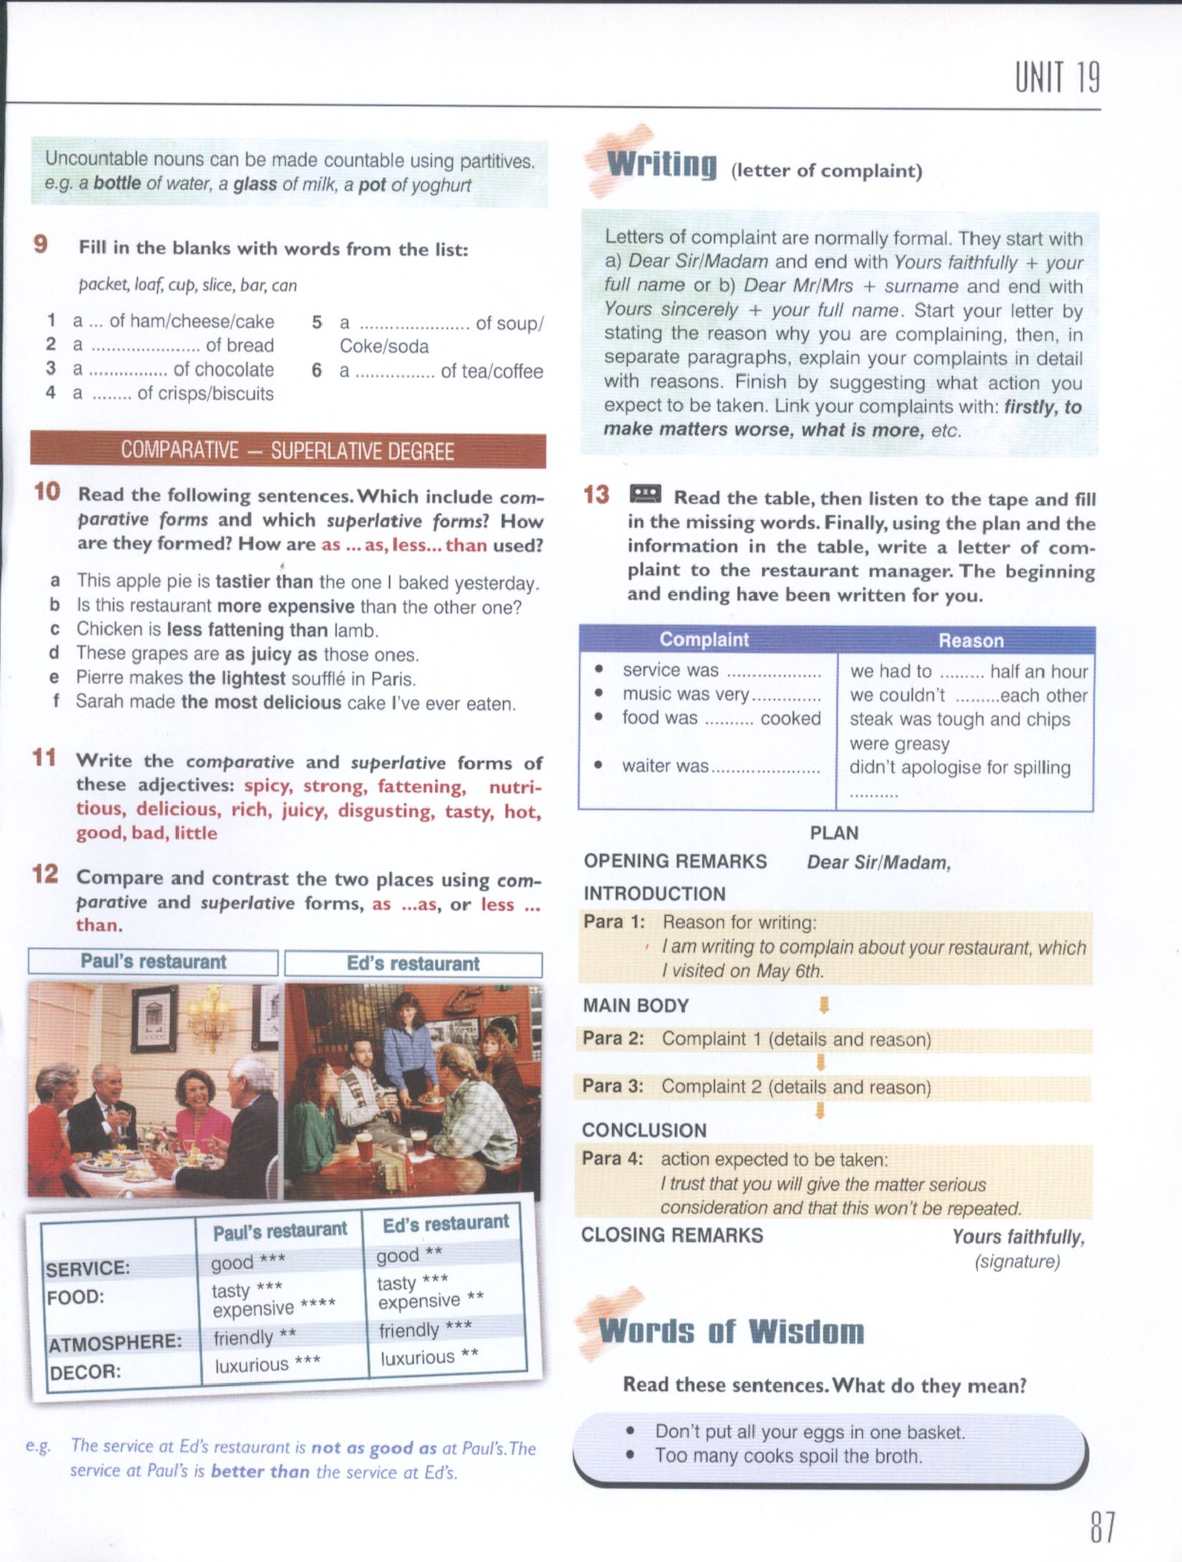 UNIT 19
Uncountable nouns can be made countable using partitives.
e.g. a bottle of water, a glass of milk, a pot of yoghurt
9 Fill in the blanks with words from the list:
packet, loaf, cup, slice, bar, can
1 a ... of ham/cheese/cake
2 a ...................... of bread
3 a ................ of chocolate
4 a ........ of crisps/biscuits
5 a ...................... of soup/
Coke/soda
6 a ................ of tea/coffee
COMPARATIVE — SUPERLATIVE DEGREE
10 Read the following sentences. Which include com-
parative forms and which superlative forms? How
are they formed? How are as ... as, less... than used?
a This apple pie is tastier than the one I baked yesterday.
b Is this restaurant more expensive than the other one?
c Chicken is less fattening than lamb.
d These grapes are as juicy as those ones.
e Pierre makes the lightest soufflé in Paris.
f Sarah made the most delicious cake I've ever eaten.
11 Write the comparative and superlative forms of
these adjectives: spicy, strong, fattening, nutri-
tious, delicious, rich, juicy, disgusting, tasty, hot,
good, bad, little
12 Compare and contrast the two places using com-
parative and superlative forms, as ...as, or less ...
than.
Paul's restaurant Ed's restaurant
Paul's restaurant Ed's restaurant
SERVICE: good *** good **
FOOD: tasty *** tasty ***
expensive **** expensive **
ATMOSPHERE: friendly ** friendly ***
DECOR: luxurious *** luxurious **
e.g. The service at Ed's restaurant is not as good as at Paul's. The
service at Paul's is better than the service at Ed's.
Writing (letter of complaint)
Letters of complaint are normally formal. They start with
a) Dear Sir/Madam and end with Yours faithfully + your
full name or b) Dear Mr/Mrs + surname and end with
Yours sincerely + your full name. Start your letter by
stating the reason why you are complaining, then, in
separate paragraphs, explain your complaints in detail
with reasons. Finish by suggesting what action you
expect to be taken. Link your complaints with: firstly, to
make matters worse, what is more, etc.
13 Read the table, then listen to the tape and fill
in the missing words. Finally, using the plan and the
information in the table, write a letter of com-
plaint to the restaurant manager. The beginning
and ending have been written for you.
Complaint Reason
• service was ................... we had to ......... half an hour
• music was very.............. we couldn't .........each other
• food was .......... cooked steak was tough and chips
were greasy
• waiter was...................... didn't apologise for spilling
..........
PLAN
OPENING REMARKS Dear Sir/Madam,
INTRODUCTION
Para 1: Reason for writing:
I am writing to complain about your restaurant, which
I visited on May 6th.
MAIN BODY
Para 2: Complaint 1 (details and reason)
Para 3: Complaint 2 (details and reason)
CONCLUSION
Para 4: action expected to be taken:
I trust that you will give the matter serious
consideration and that this won't be repeated.
CLOSING REMARKS Yours faithfully,
(signature)
Words of Wisdom
Read these sentences. What do they mean?
• Don't put all your eggs in one basket.
• Too many cooks spoil the broth.
87